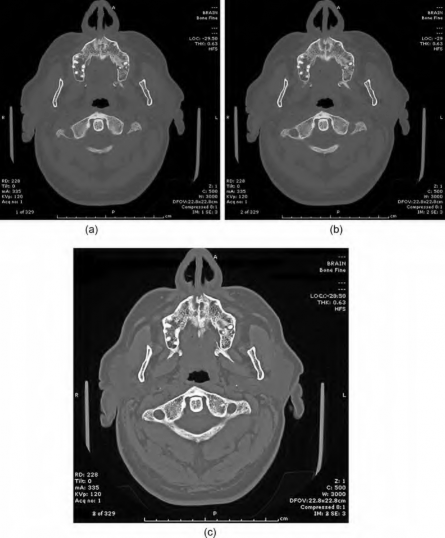 A
---
BRAIN
Bone Fine
---
---
LOC: -29.50
THK: 0.63
HFS
R
L
RD: 228
Tilt: 0
mA: 335
KVp: 120
Acq no: 1
Z: 1
C: 500
W: 3000
DFOV:22.8x22.8cm
Compressed 8:1
IM: 1 SE: 3
1 of 329
P
cm
(a)
A
---
BRAIN
Bone Fine
---
---
LOC: -29
THK: 0.63
HFS
R
L
RD: 228
Tilt: 0
mA: 335
KVp: 120
Acq no: 1
Z: 1
C: 500
W: 3000
DFOV:22.8x22.8cm
Compressed 8:1
IM: 2 SE: 3
2 of 329
P
cm
(b)
A
---
BRAIN
Bone Fine
---
---
THK: 0.63
HFS
R
L
RD: 228
Tilt: 0
mA: 335
KVp: 120
Acq no: 1
Z: 1
C: 500
W: 3000
DFOV:22.8x22.8cm
Compressed 8:1
IM: 8 SE: 3
8 of 329
P
cm
(c)